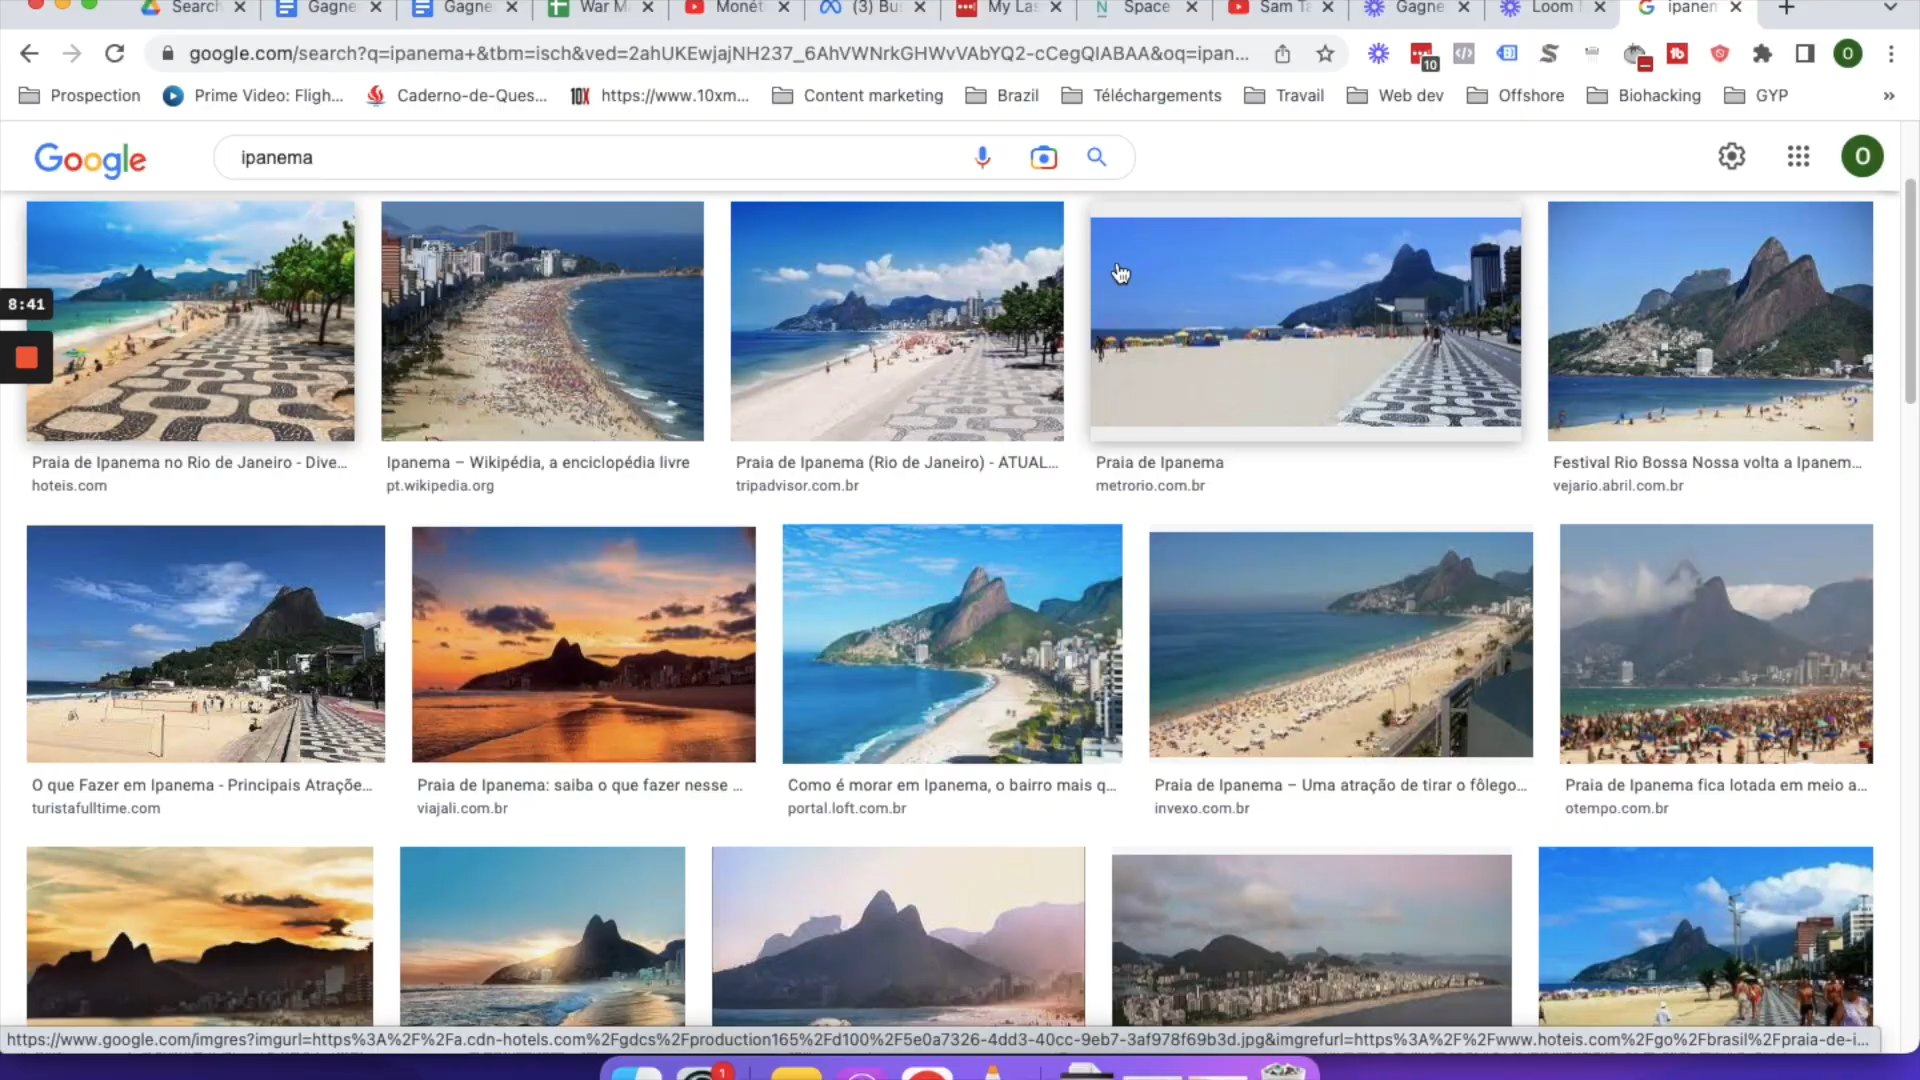 Search
Gagne
Gagne
War M
Monéti
(3) Bu
My Las
Space
Sam Ta
Gagne
Loom
ipanem
google.com/search?q=ipanema+&tbm=isch&ved=2ahUKEwjajNH237_6AhVWNrkGHWvVAbYQ2-cCegQIABAA&oq=ipan...
10
O
Prospection
Prime Video: Fligh...
Caderno-de-Ques...
10X
https://www.10xm...
Content marketing
Brazil
Téléchargements
Travail
Web dev
Offshore
Biohacking
GYP
»
Google
ipanema
O
8:41
Praia de Ipanema no Rio de Janeiro - Dive...
hoteis.com
Ipanema – Wikipédia, a enciclopédia livre
pt.wikipedia.org
Praia de Ipanema (Rio de Janeiro) - ATUAL...
tripadvisor.com.br
Praia de Ipanema
metrorio.com.br
Festival Rio Bossa Nossa volta a Ipanem...
vejario.abril.com.br
O que Fazer em Ipanema - Principais Atraçõe...
turistafulltime.com
Praia de Ipanema: saiba o que fazer nesse ...
viajali.com.br
Como é morar em Ipanema, o bairro mais q...
portal.loft.com.br
Praia de Ipanema – Uma atração de tirar o fôlego...
invexo.com.br
Praia de Ipanema fica lotada em meio a...
otempo.com.br
https://www.google.com/imgres?imgurl=https%3A%2F%2Fa.cdn-hotels.com%2Fgdcs%2Fproduction165%2Fd100%2F5e0a7326-4dd3-40cc-9eb7-3af978f69b3d.jpg&imgrefurl=https%3A%2F%2Fwww.hoteis.com%2Fgo%2Fbrasil%2Fpraia-de-i...
1